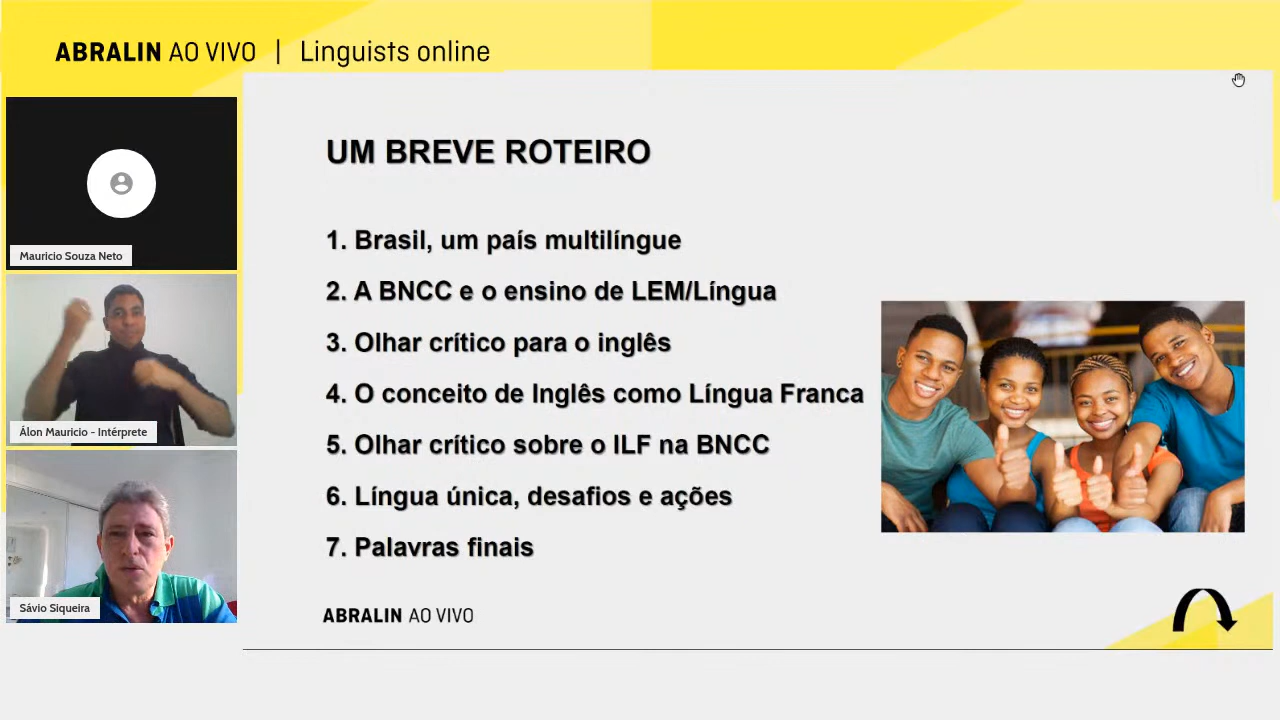 ABRALIN AO VIVO | Linguists online
Mauricio Souza Neto
Álon Mauricio - Intérprete
Sávio Siqueira
UM BREVE ROTEIRO
1. Brasil, um país multilíngue
2. A BNCC e o ensino de LEM/Língua
3. Olhar crítico para o inglês
4. O conceito de Inglês como Língua Franca
5. Olhar crítico sobre o ILF na BNCC
6. Língua única, desafios e ações
7. Palavras finais
ABRALIN AO VIVO